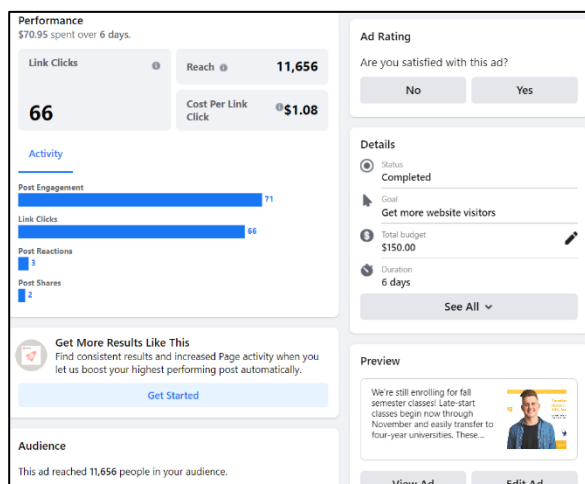 Performance
$70.95 spent over 6 days.
Link Clicks
66
Reach
11,656
Cost Per Link
Click
$1.08
Activity
Post Engagement
71
Link Clicks
66
Post Reactions
3
Post Shares
2
Get More Results Like This
Find consistent results and increased Page activity when you
let us boost your highest performing post automatically.
Get Started
Audience
This ad reached 11,656 people in your audience.
Ad Rating
Are you satisfied with this ad?
No
Yes
Details
Status
Completed
Goal
Get more website visitors
Total budget
$150.00
Duration
6 days
See All
Preview
We're still enrolling for fall
semester classes! Late-start
classes begin now through
November and easily transfer to
four-year universities. These...
View Ad
Edit Ad